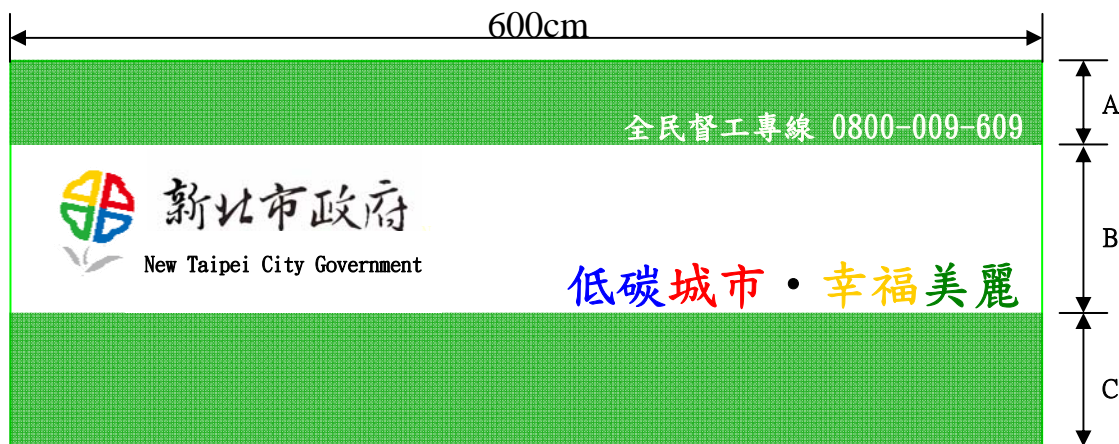 600cm
A
全民督工專線 0800-009-609
新北市政府
B
New Taipei City Government
低碳城市·幸福美麗
C